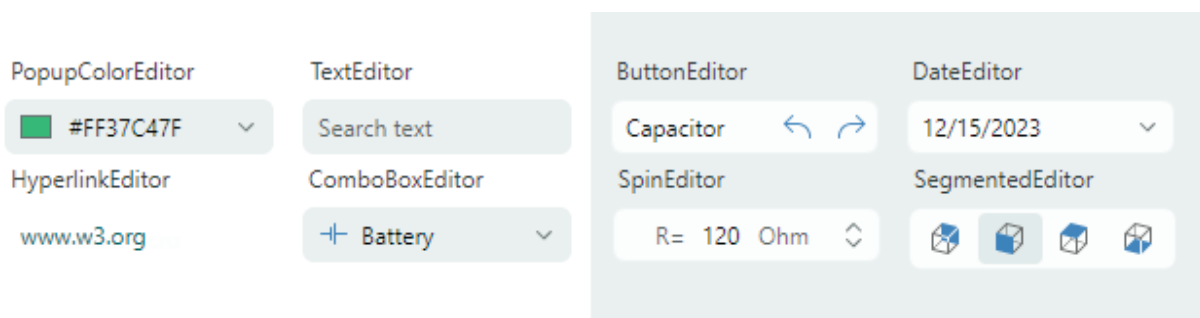 PopupColorEditor TextEditor ButtonEditor DateEditor
#FF37C47F Search text Capacitor 12/15/2023
HyperlinkEditor ComboBoxEditor SpinEditor SegmentedEditor
www.w3.org Battery R= 120 Ohm